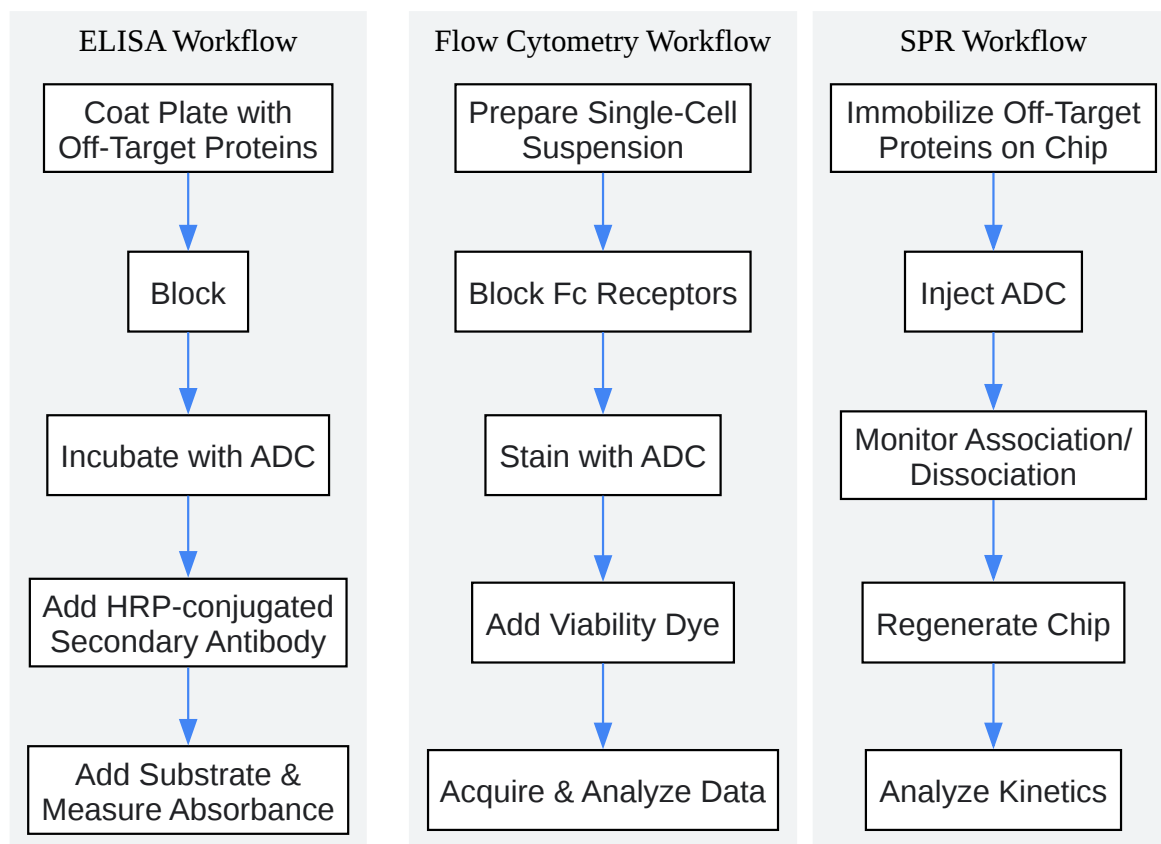 ELISA Workflow
Coat Plate with
Off-Target Proteins
Block
Incubate with ADC
Add HRP-conjugated
Secondary Antibody
Add Substrate &
Measure Absorbance
Flow Cytometry Workflow
Prepare Single-Cell
Suspension
Block Fc Receptors
Stain with ADC
Add Viability Dye
Acquire & Analyze Data
SPR Workflow
Immobilize Off-Target
Proteins on Chip
Inject ADC
Monitor Association/
Dissociation
Regenerate Chip
Analyze Kinetics